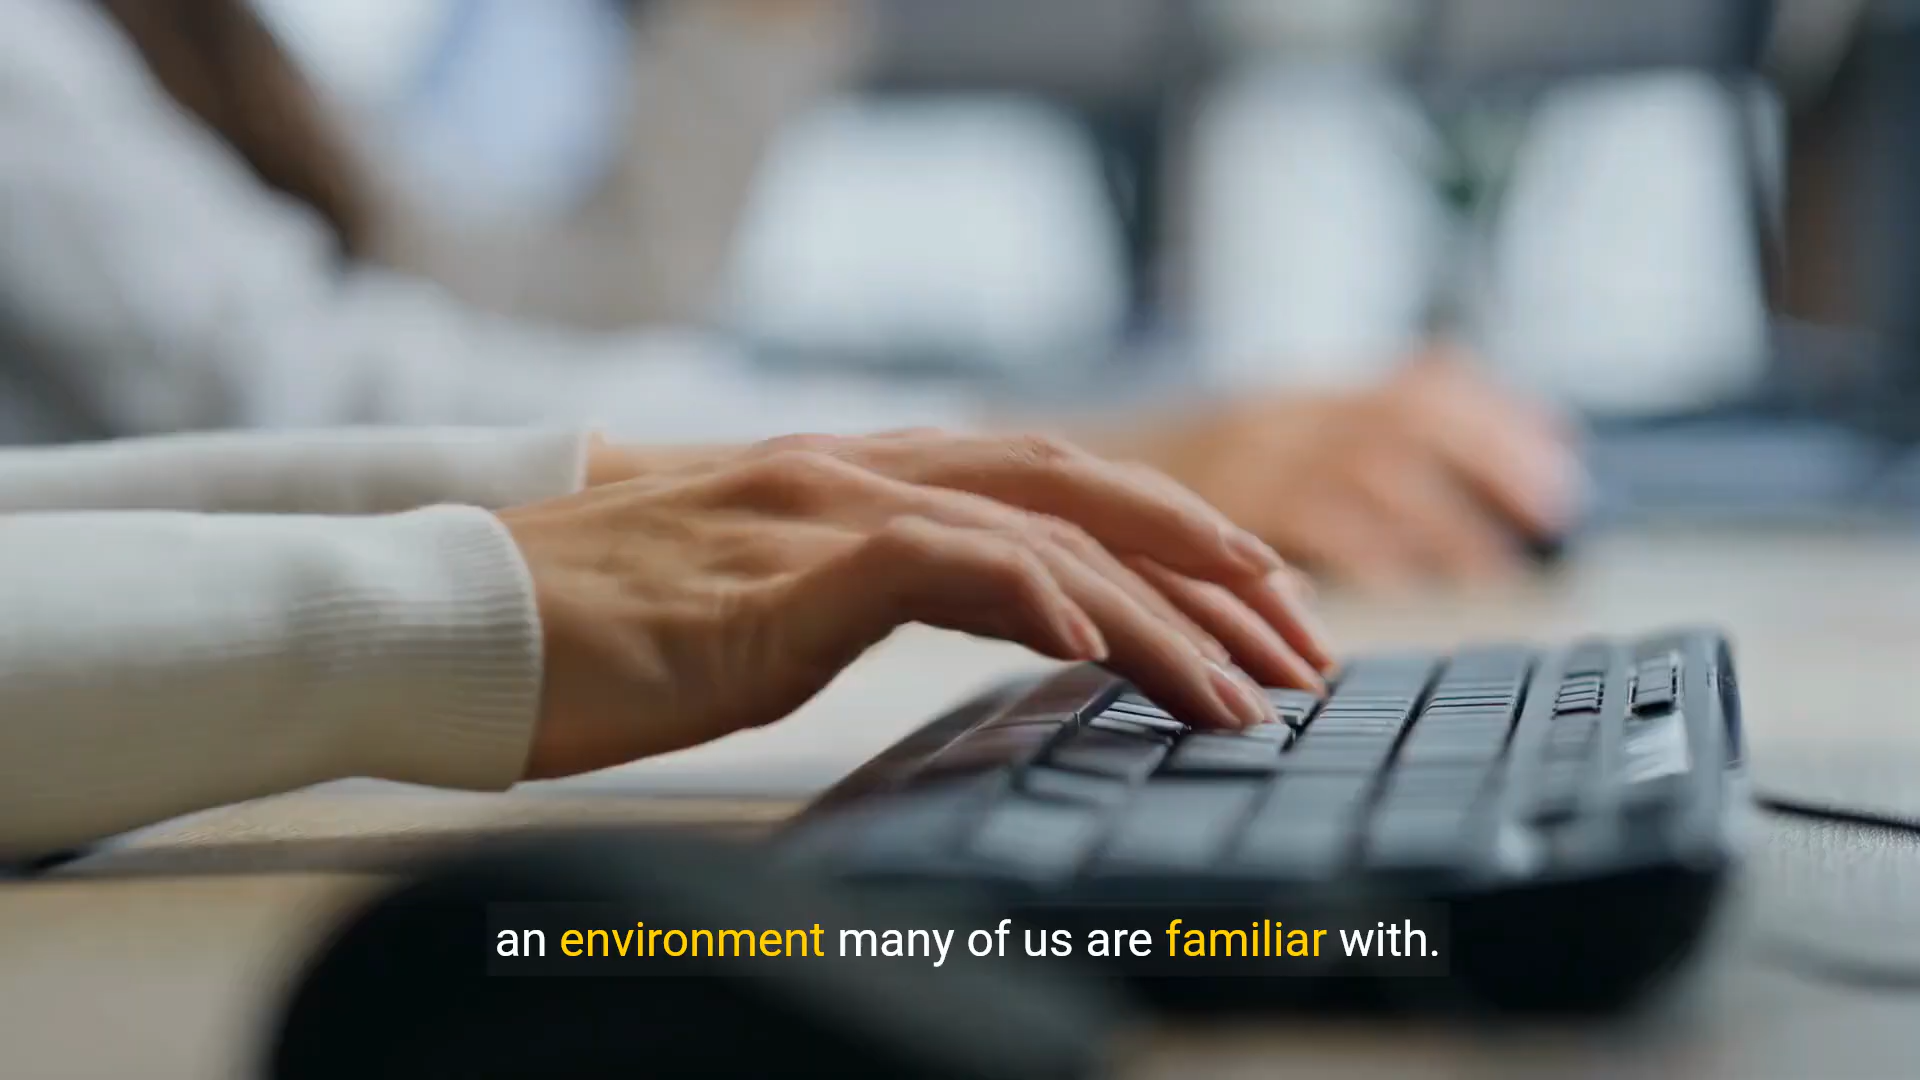 an environment many of us are familiar with.